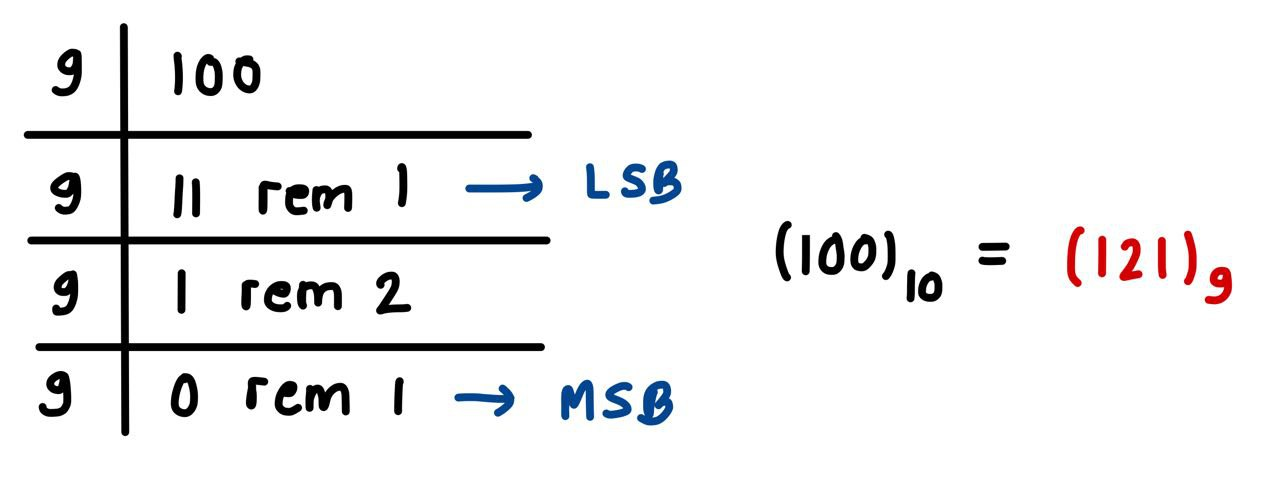 9 100
9 11 rem 1 → LSB
(100)10 = (121)9
9 1 rem 2
9 0 rem 1 → MSB